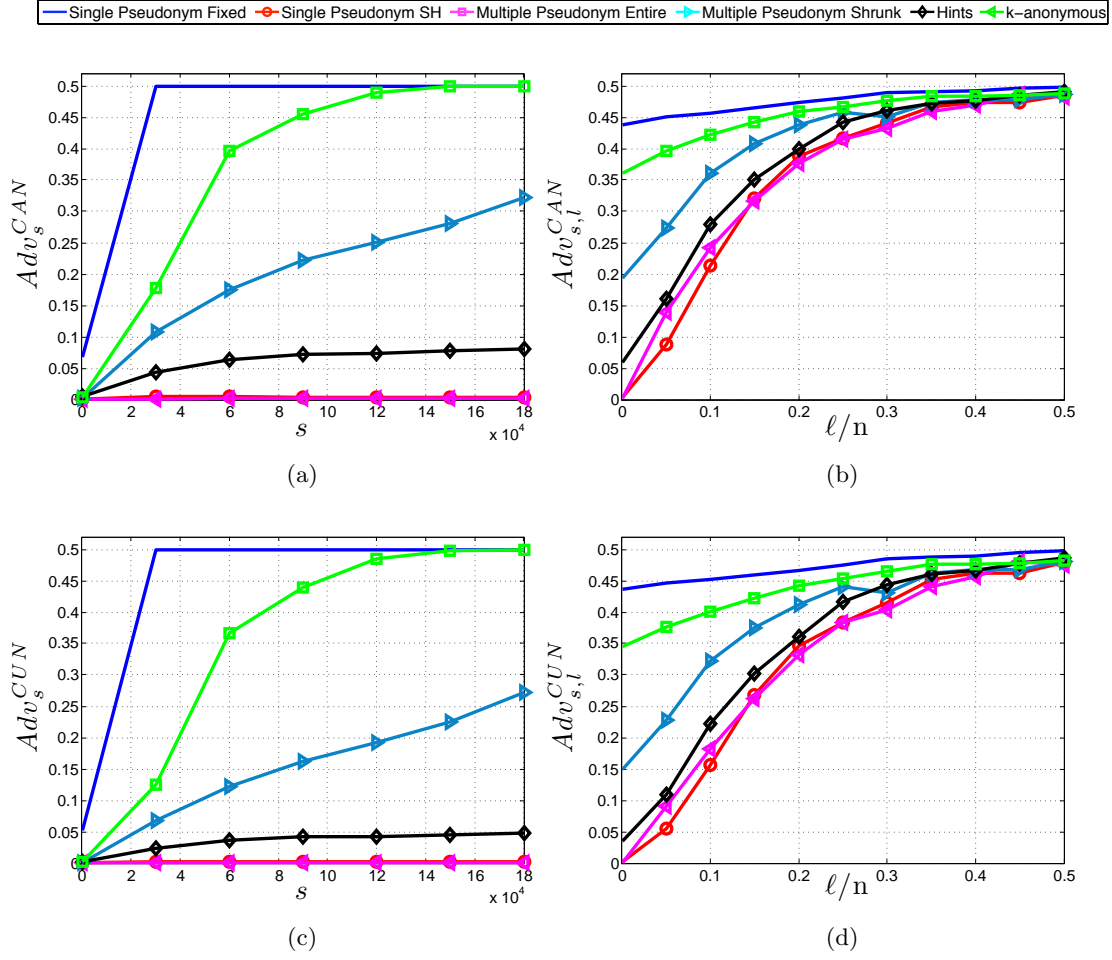 Single Pseudonym Fixed Single Pseudonym SH Multiple Pseudonym Entire Multiple Pseudonym Shrunk Hints k−anonymous
0.5
0.45
0.4
0.35
0.3
0.25
0.2
0.15
0.1
0.05
0
Adv_s^{CAN}
0 2 4 6 8 10 12 14 16 18
x 10^4
s
(a)
0.5
0.45
0.4
0.35
0.3
0.25
0.2
0.15
0.1
0.05
0
Adv_{s,l}^{CAN}
0 0.1 0.2 0.3 0.4 0.5
ℓ/n
(b)
0.5
0.45
0.4
0.35
0.3
0.25
0.2
0.15
0.1
0.05
0
Adv_s^{CUN}
0 2 4 6 8 10 12 14 16 18
x 10^4
s
(c)
0.5
0.45
0.4
0.35
0.3
0.25
0.2
0.15
0.1
0.05
0
Adv_{s,l}^{CUN}
0 0.1 0.2 0.3 0.4 0.5
ℓ/n
(d)